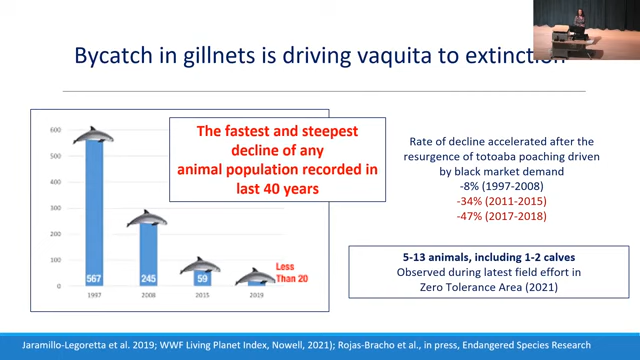 Bycatch in gillnets is driving vaquita to extinction
The fastest and steepest
decline of any
animal population recorded in
last 40 years
600
500
400
300
200
100
0
567
245
59
Less
Than 20
1997
2008
2015
2019
Rate of decline accelerated after the
resurgence of totoaba poaching driven
by black market demand
-8% (1997-2008)
-34% (2011-2015)
-47% (2017-2018)
5-13 animals, including 1-2 calves
Observed during latest field effort in
Zero Tolerance Area (2021)
Jaramillo-Legoreta et al. 2019; WWF Living Planet Index, Nowell, 2021); Rojas-Bracho et al., in press, Endangered Species Research